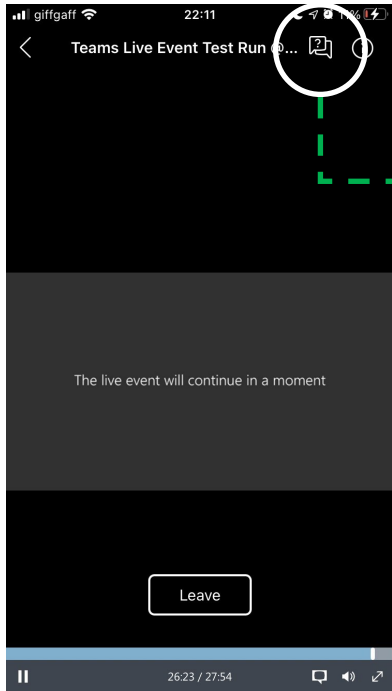 giffgaff 22:11 11%
Teams Live Event Test Run @...
The live event will continue in a moment
Leave
26:23 / 27:54